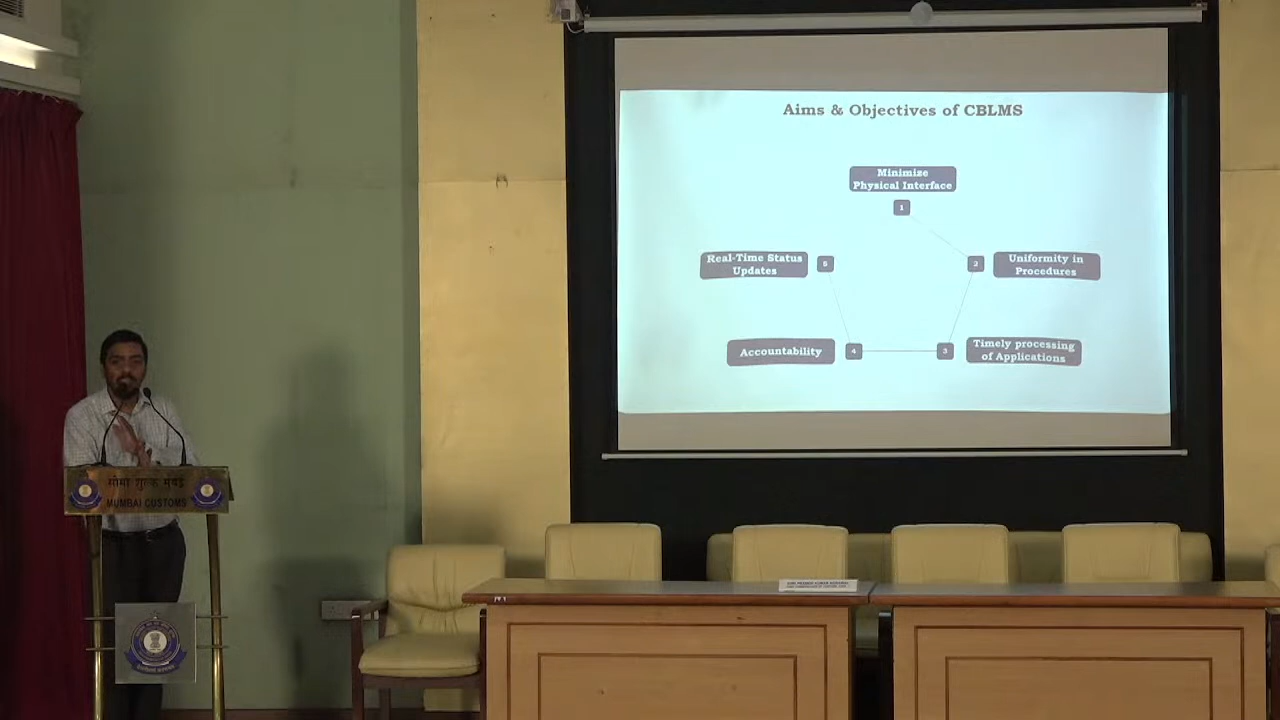 Aims & Objectives of CBLMS
Minimize
Physical Interface
1
Real-Time Status
Updates
5
2
Uniformity in
Procedures
Accountability
4
3
Timely processing
of Applications
सीमा शुल्क मुंबई
MUMBAI CUSTOMS